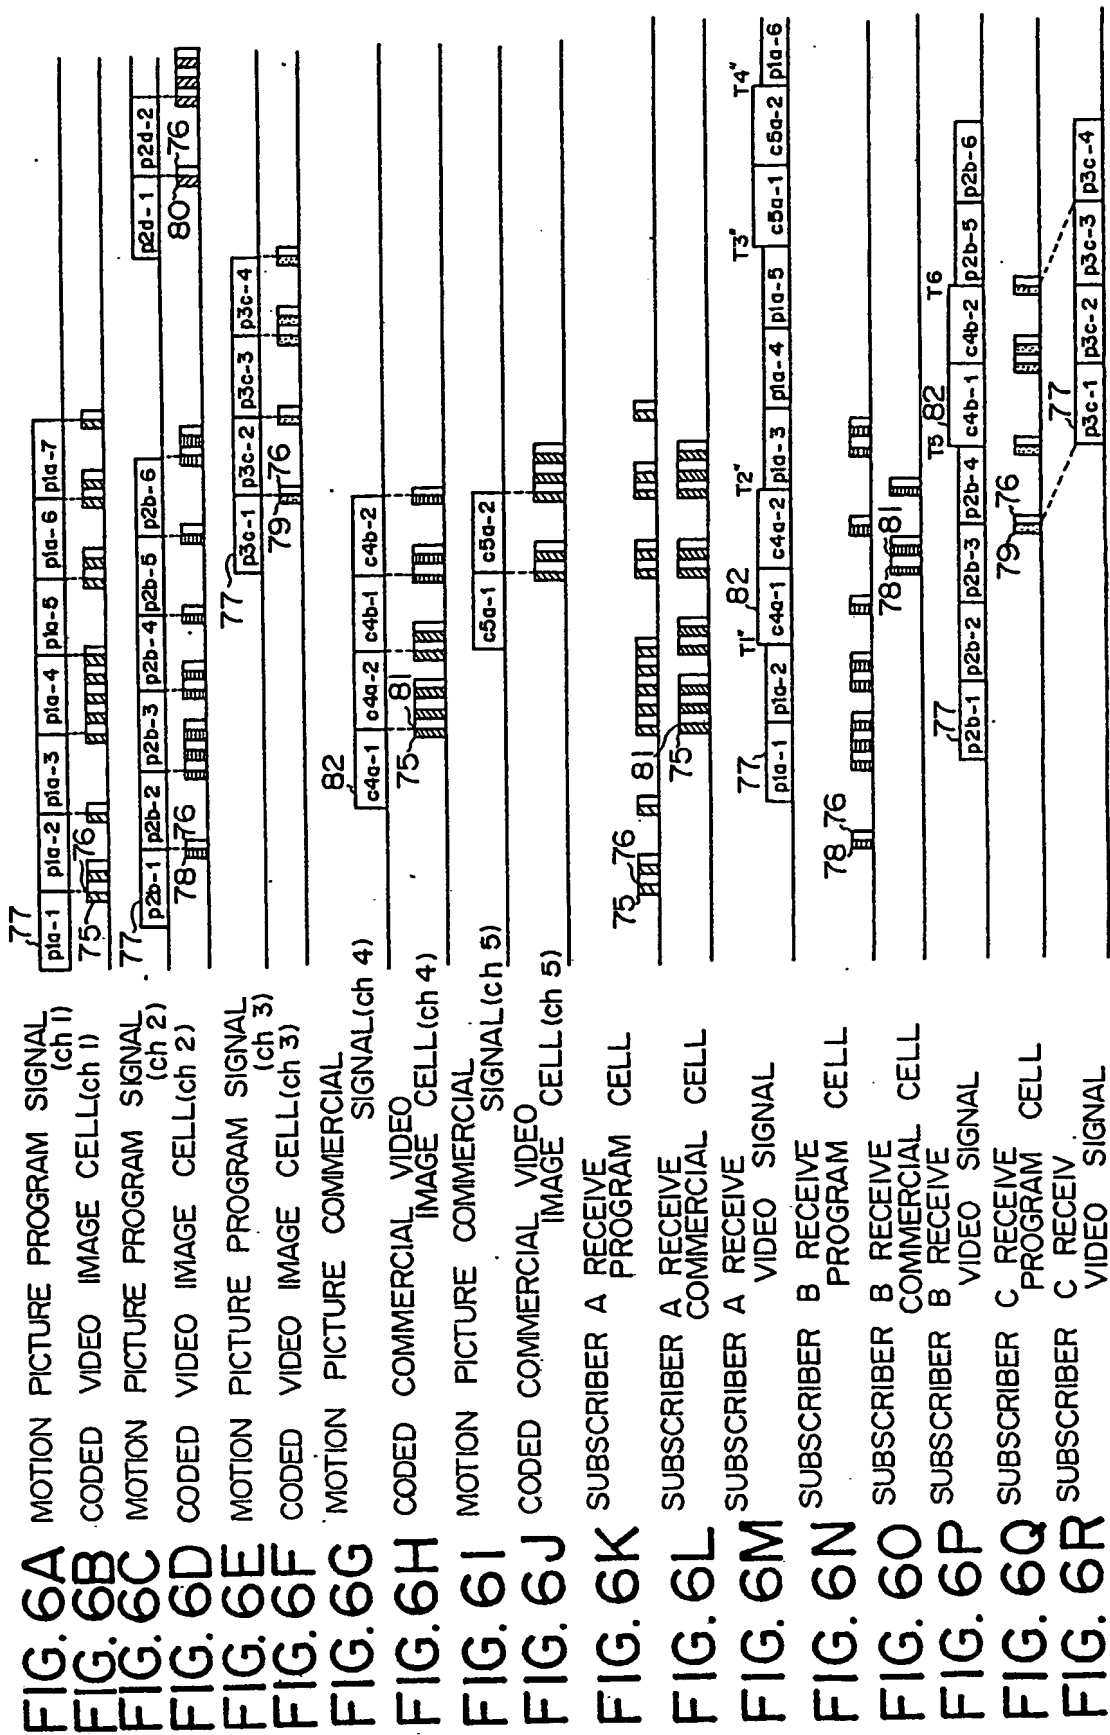 FIG. 6A MOTION PICTURE PROGRAM SIGNAL (ch 1)
77
p1a-1 p1a-2 p1a-3 p1a-4 p1a-5 p1a-6 p1a-7
FIG. 6B CODED VIDEO IMAGE CELL(ch 1)
75 76
FIG. 6C MOTION PICTURE PROGRAM SIGNAL (ch 2)
77
p2b-1 p2b-2 p2b-3 p2b-4 p2b-5 p2b-6 p2d-1 p2d-2
FIG. 6D CODED VIDEO IMAGE CELL(ch 2)
78 76 80 76
FIG. 6E MOTION PICTURE PROGRAM SIGNAL (ch 3)
77
p3c-1 p3c-2 p3c-3 p3c-4
FIG. 6F CODED VIDEO IMAGE CELL(ch 3)
79 76
FIG. 6G MOTION PICTURE COMMERCIAL
SIGNAL(ch 4)
82
c4a-1 c4a-2 c4b-1 c4b-2
FIG. 6H CODED COMMERCIAL VIDEO
IMAGE CELL(ch 4)
75 81
FIG. 6I MOTION PICTURE COMMERCIAL
SIGNAL(ch 5)
c5a-1 c5a-2
FIG. 6J CODED COMMERCIAL VIDEO
IMAGE CELL(ch 5)
FIG. 6K SUBSCRIBER A RECEIVE
PROGRAM CELL
75 76
FIG. 6L SUBSCRIBER A RECEIVE
COMMERCIAL CELL
75 81
FIG. 6M SUBSCRIBER A RECEIVE
VIDEO SIGNAL
77 T1" 82 T2" T3" T4"
p1a-1 p1a-2 c4a-1 c4a-2 p1a-3 p1a-4 p1a-5 c5a-1 c5a-2 p1a-6
FIG. 6N SUBSCRIBER B RECEIVE
PROGRAM CELL
78 76
FIG. 6O SUBSCRIBER B RECEIVE
COMMERCIAL CELL
78 81
FIG. 6P SUBSCRIBER B RECEIVE
VIDEO SIGNAL
77 T5 82 T6
p2b-1 p2b-2 p2b-3 p2b-4 c4b-1 c4b-2 p2b-5 p2b-6
FIG. 6Q SUBSCRIBER C RECEIVE
PROGRAM CELL
79 76
FIG. 6R SUBSCRIBER C RECEIV
VIDEO SIGNAL
77
p3c-1 p3c-2 p3c-3 p3c-4